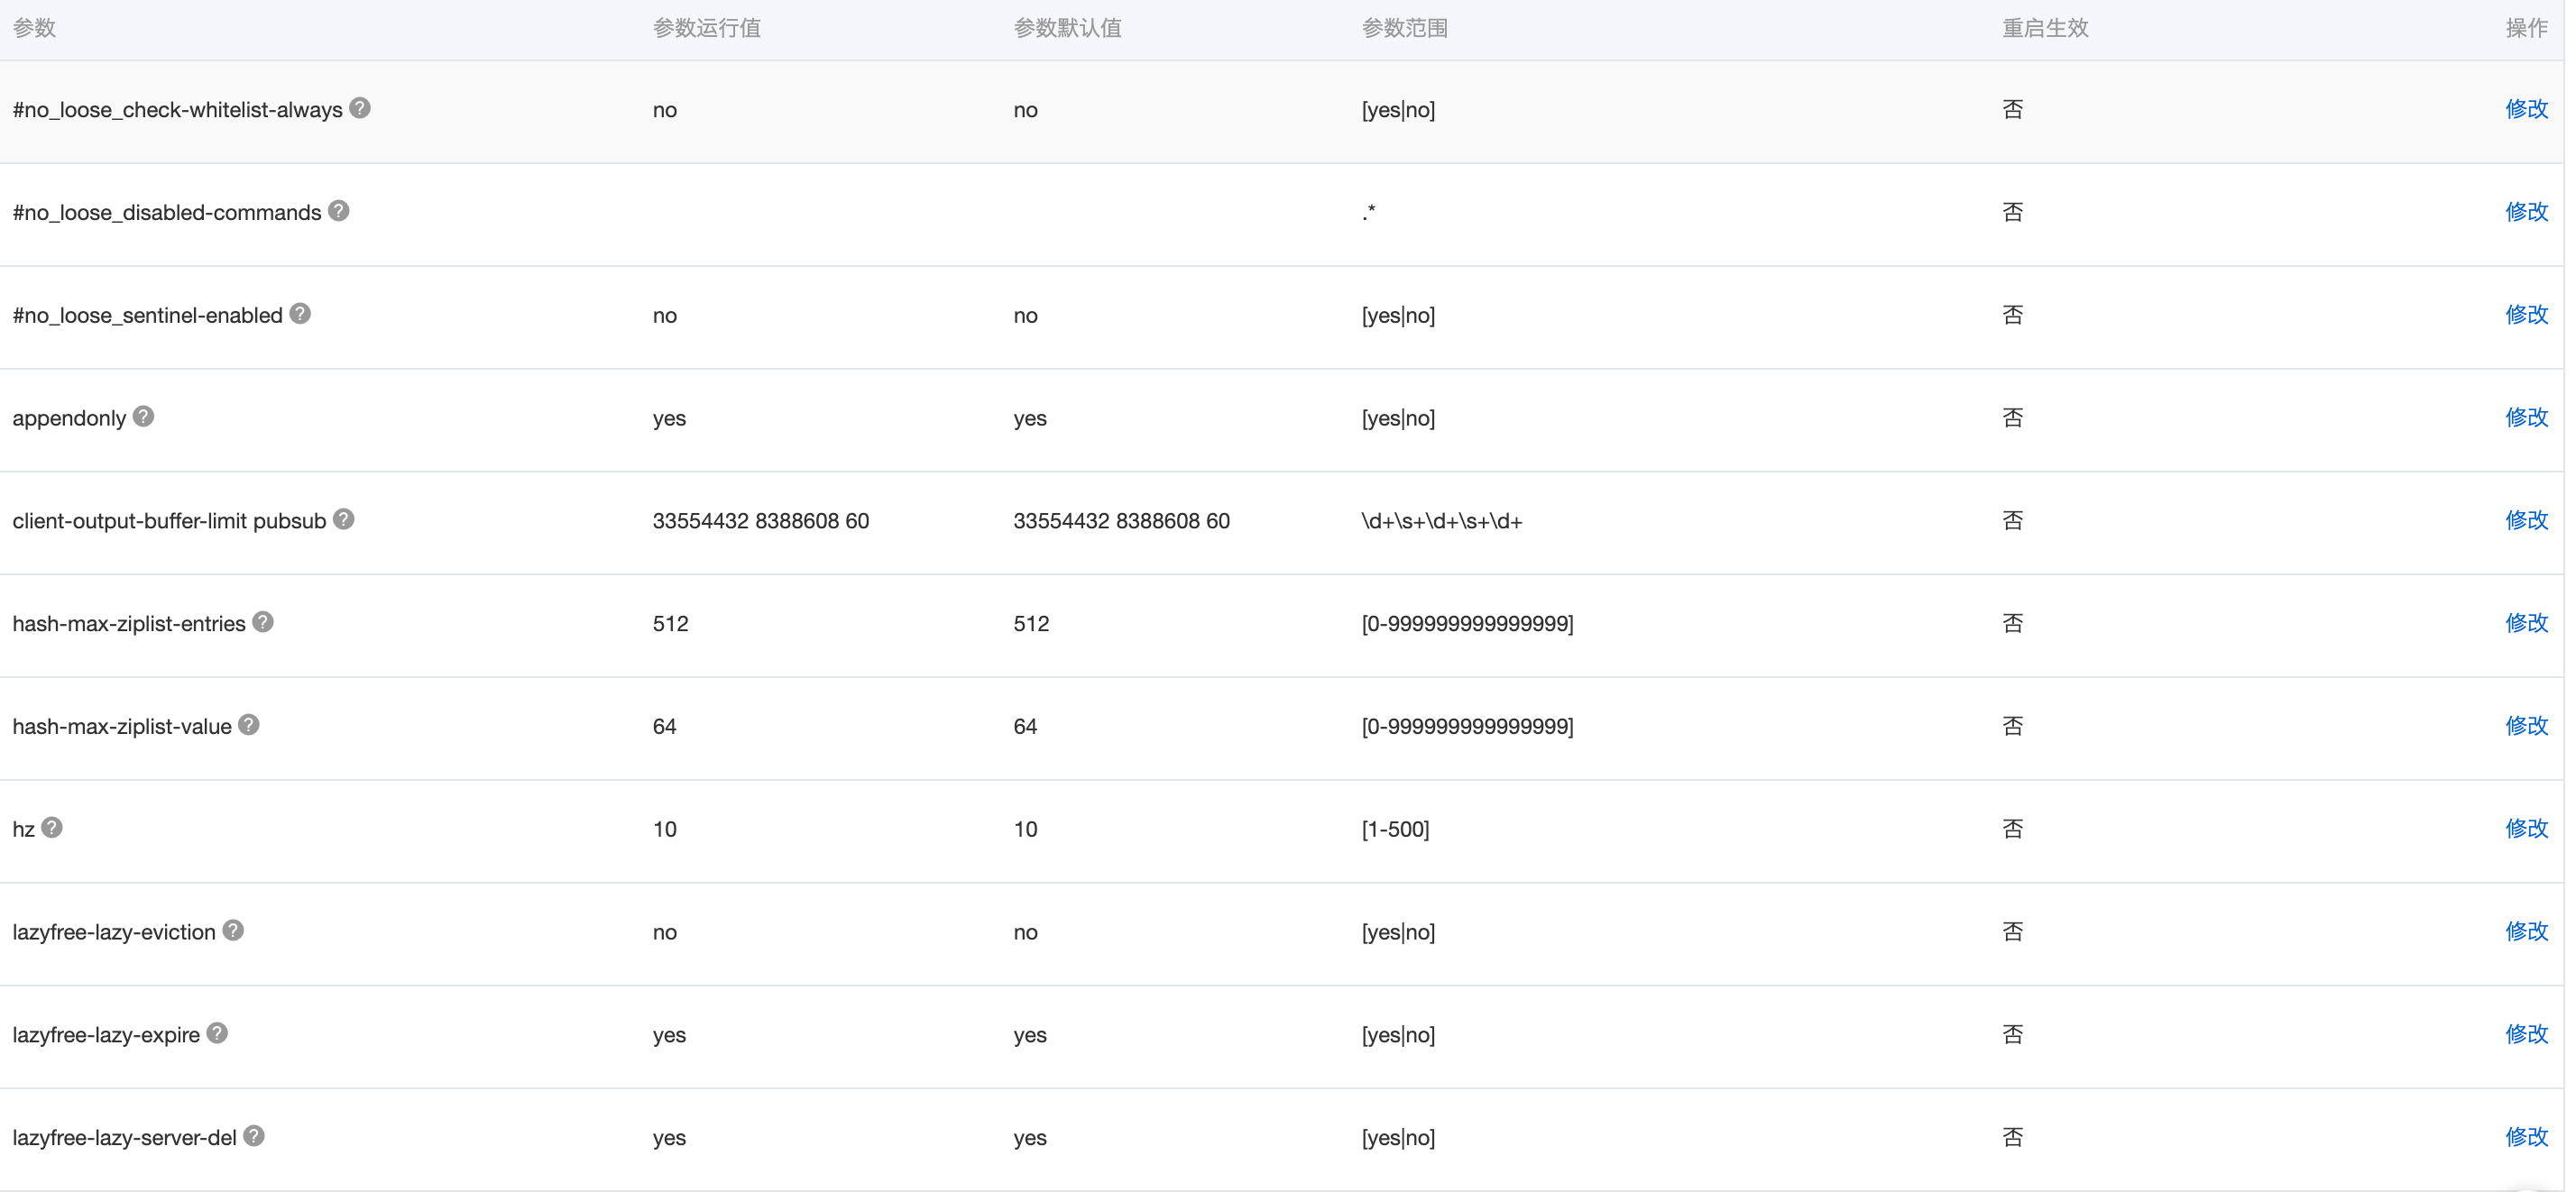 参数 参数运行值 参数默认值 参数范围 重启生效 操作
#no_loose_check-whitelist-always ? no no [yes|no] 否 修改
#no_loose_disabled-commands ? .* 否 修改
#no_loose_sentinel-enabled ? no no [yes|no] 否 修改
appendonly ? yes yes [yes|no] 否 修改
client-output-buffer-limit pubsub ? 33554432 8388608 60 33554432 8388608 60 \d+\s+\d+\s+\d+ 否 修改
hash-max-ziplist-entries ? 512 512 [0-999999999999999] 否 修改
hash-max-ziplist-value ? 64 64 [0-999999999999999] 否 修改
hz ? 10 10 [1-500] 否 修改
lazyfree-lazy-eviction ? no no [yes|no] 否 修改
lazyfree-lazy-expire ? yes yes [yes|no] 否 修改
lazyfree-lazy-server-del ? yes yes [yes|no] 否 修改